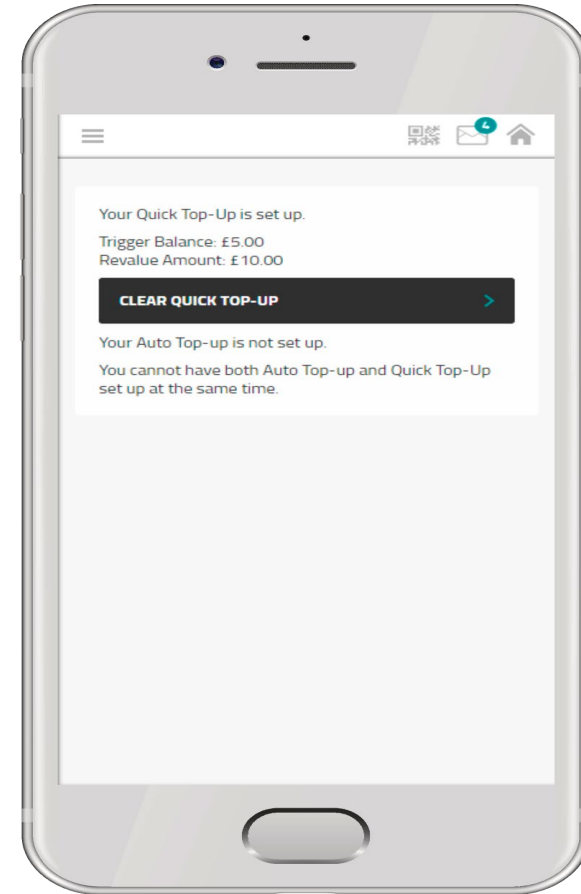 4
Your Quick Top-Up is set up.
Trigger Balance: £5.00
Revalue Amount: £10.00
CLEAR QUICK TOP-UP
Your Auto Top-up is not set up.
You cannot have both Auto Top-up and Quick Top-Up
set up at the same time.